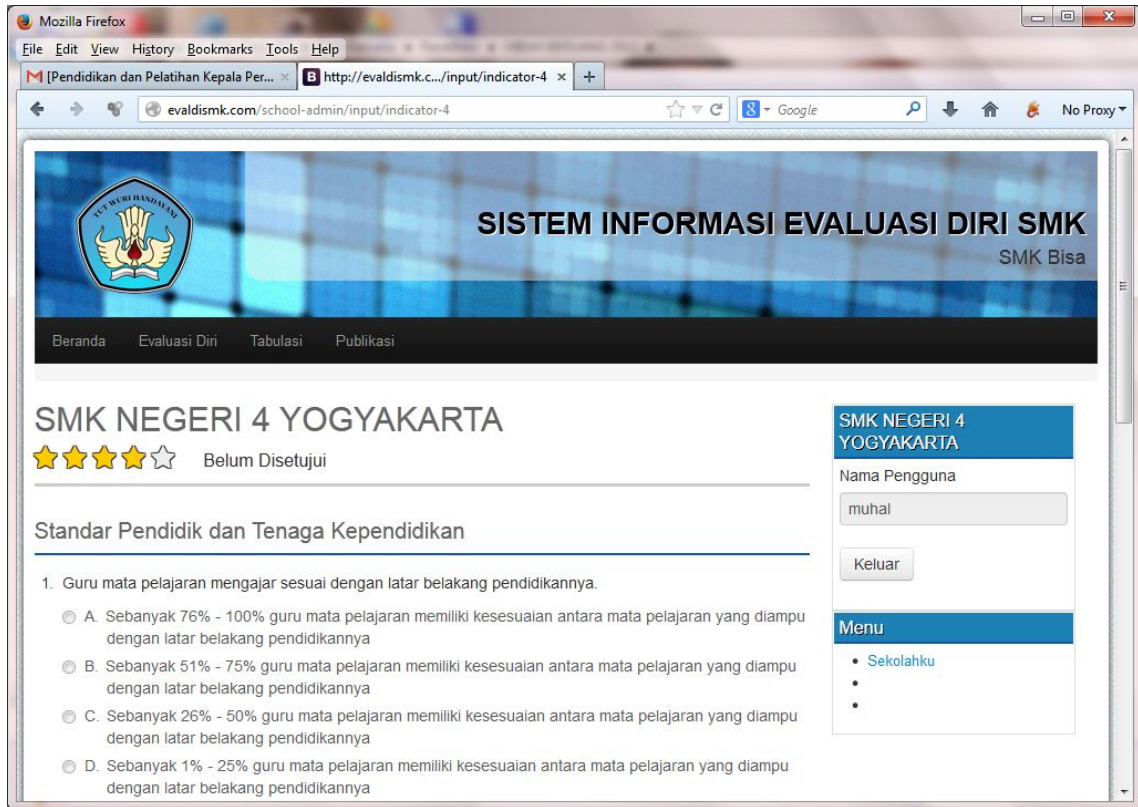 Mozilla Firefox
File Edit View History Bookmarks Tools Help
[Pendidikan dan Pelatihan Kepala Per... × http://evaldismk.c.../input/indicator-4 × +
evaldismk.com/school-admin/input/indicator-4 Google No Proxy
TUT WURI HANDAYANI
SISTEM INFORMASI EVALUASI DIRI SMK
SMK Bisa
Beranda Evaluasi Diri Tabulasi Publikasi
SMK NEGERI 4 YOGYAKARTA
Belum Disetujui
Standar Pendidik dan Tenaga Kependidikan
1. Guru mata pelajaran mengajar sesuai dengan latar belakang pendidikannya.
A. Sebanyak 76% - 100% guru mata pelajaran memiliki kesesuaian antara mata pelajaran yang diampu
dengan latar belakang pendidikannya
B. Sebanyak 51% - 75% guru mata pelajaran memiliki kesesuaian antara mata pelajaran yang diampu
dengan latar belakang pendidikannya
C. Sebanyak 26% - 50% guru mata pelajaran memiliki kesesuaian antara mata pelajaran yang diampu
dengan latar belakang pendidikannya
D. Sebanyak 1% - 25% guru mata pelajaran memiliki kesesuaian antara mata pelajaran yang diampu
dengan latar belakang pendidikannya
SMK NEGERI 4
YOGYAKARTA
Nama Pengguna
muhal
Keluar
Menu
• Sekolahku
•
•